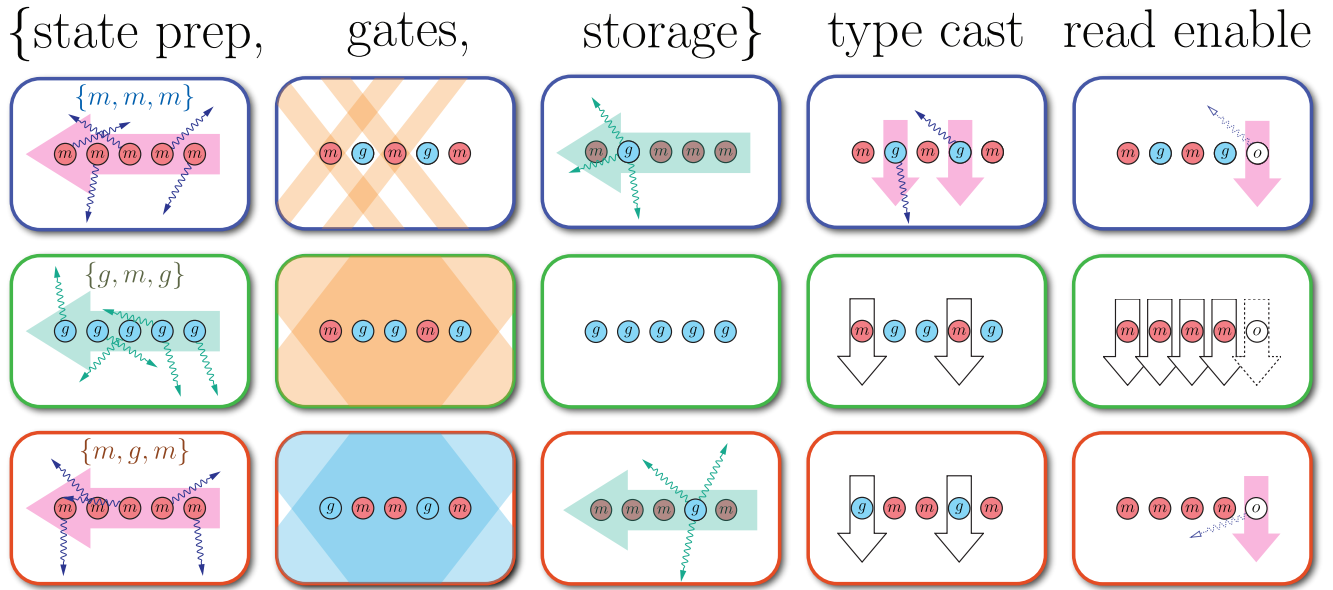 {state prep, gates, storage} type cast read enable
{m, m, m}
m m m m m m g m g m m g m m m m g m g m m g m g o
{g, m, g}
g g g g g m g g m g g g g g g m g g m g m m m m o
{m, g, m}
m m m m m g m m g m m m m g m g m m g m m m m m o